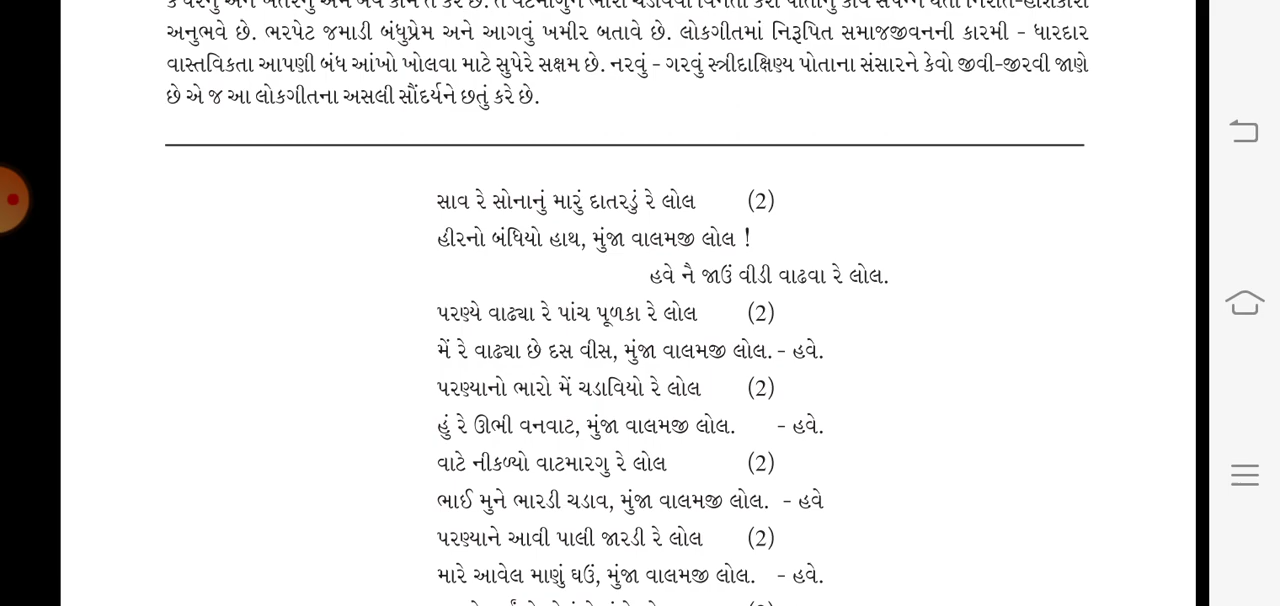 અનુભવે છે. ભરપેટ જમાડી બંધુપ્રેમ અને આગવું ખમીર બતાવે છે. લોકગીતમાં નિરૂપિત સમાજજીવનની કારમી - ધારદાર
વાસ્તવિકતા આપણી બંધ આંખો ખોલવા માટે સુપેરે સક્ષમ છે. નરવું - ગરવું સ્ત્રીદાક્ષિણ્ય પોતાના સંસારને કેવો જીવી-જીરવી જાણે
છે એ જ આ લોકગીતના અસલી સૌંદર્યને છતું કરે છે.
સાવ રે સોનાનું મારું દાતરડું રે લોલ (2)
હીરનો બંધિયો હાથ, મુંજા વાલમજી લોલ !
હવે નૈ જાઉં વીડી વાઢવા રે લોલ.
પરણ્યે વાઢ્યા રે પાંચ પૂળકા રે લોલ (2)
મેં રે વાઢ્યા છે દસ વીસ, મુંજા વાલમજી લોલ. - હવે.
પરણ્યાનો ભારો મેં ચડાવિયો રે લોલ (2)
હું રે ઊભી વનવાટ, મુંજા વાલમજી લોલ. - હવે.
વાટે નીકળ્યો વાટમારગુ રે લોલ (2)
ભાઈ મુને ભારડી ચડાવ, મુંજા વાલમજી લોલ. - હવે
પરણ્યાને આવી પાલી જારડી રે લોલ (2)
મારે આવેલ માણું ઘઉં, મુંજા વાલમજી લોલ. - હવે.